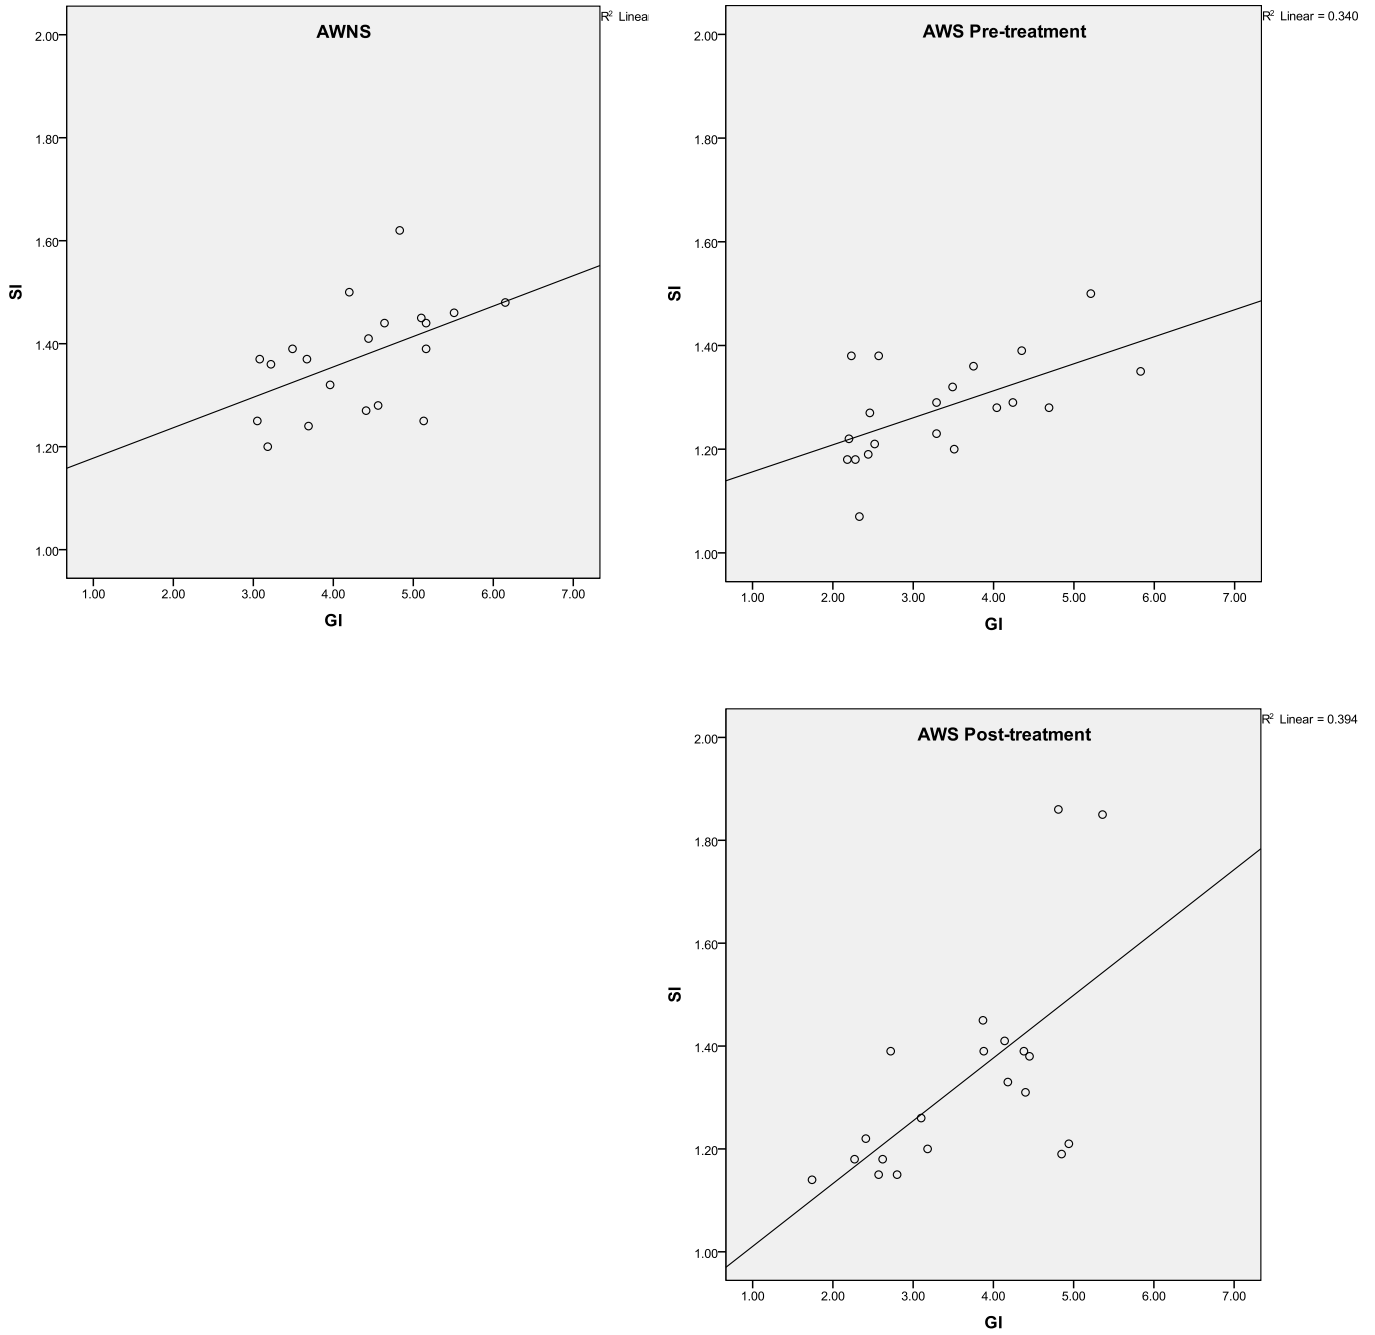 AWNS
R² Linea
2.00
1.80
1.60
1.40
1.20
1.00
SI
1.00 2.00 3.00 4.00 5.00 6.00 7.00
GI
AWS Pre-treatment
R² Linear = 0.340
2.00
1.80
1.60
1.40
1.20
1.00
SI
1.00 2.00 3.00 4.00 5.00 6.00 7.00
GI
AWS Post-treatment
R² Linear = 0.394
2.00
1.80
1.60
1.40
1.20
1.00
SI
1.00 2.00 3.00 4.00 5.00 6.00 7.00
GI